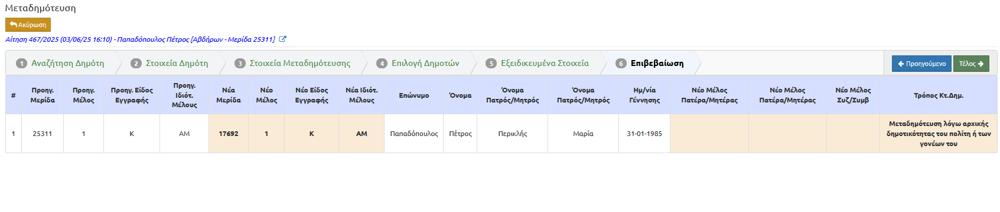 Μεταδημότευση
Ακύρωση
Αίτηση 467/2025 (03/06/25 16:10) - Παπαδόπουλος Πέτρος [Αβδήρων - Μερίδα 25311]
1 Αναζήτηση Δημότη 2 Στοιχεία Δημότη 3 Στοιχεία Μεταδημότευσης 4 Επιλογή Δημοτών 5 Εξειδικευμένα Στοιχεία 6 Επιβεβαίωση Προηγούμενο Τέλος
# Προηγ. Μερίδα Προηγ. Μέλος Προηγ. Είδος Εγγραφής Προηγ. Ιδιότ. Μέλους Νέα Μερίδα Νέο Μέλος Νέο Είδος Εγγραφής Νέα Ιδιότ. Μέλους Επώνυμο Όνομα Όνομα Πατρός/Μητρός Όνομα Πατρός/Μητρός Ημ/νία Γέννησης Νέο Μέλος Πατέρα/Μητέρας Νέο Μέλος Πατέρα/Μητέρας Νέο Μέλος Συζ/Συμβ Τρόπος Κτ.Δημ.
1 25311 1 Κ ΑΜ 17692 1 Κ ΑΜ Παπαδόπουλος Πέτρος Περικλής Μαρία 31-01-1985 Μεταδημότευση λόγω αρχικής δημοτικότητας του πολίτη ή των γονέων του